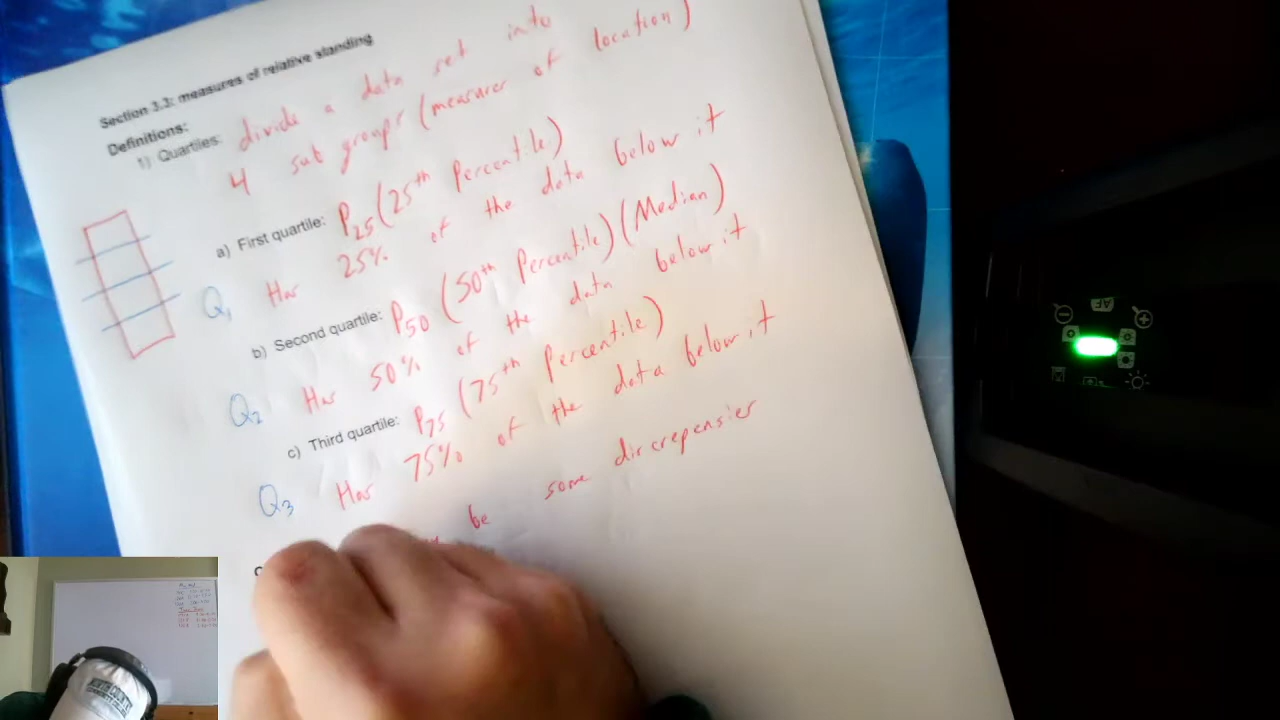 Section 3.3: measures of relative standing
Definitions:
1) Quartiles: divide a data set into
4 sub groups (measurer of location)
a) First quartile: P25 (25th Percentile)
Q1 Has 25% of the data below it
b) Second quartile: P50 (50th Percentile) (Median)
Q2 Has 50% of the data below it
c) Third quartile: P75 (75th Percentile)
Q3 Has 75% of the data below it
be some discrepensier
AF